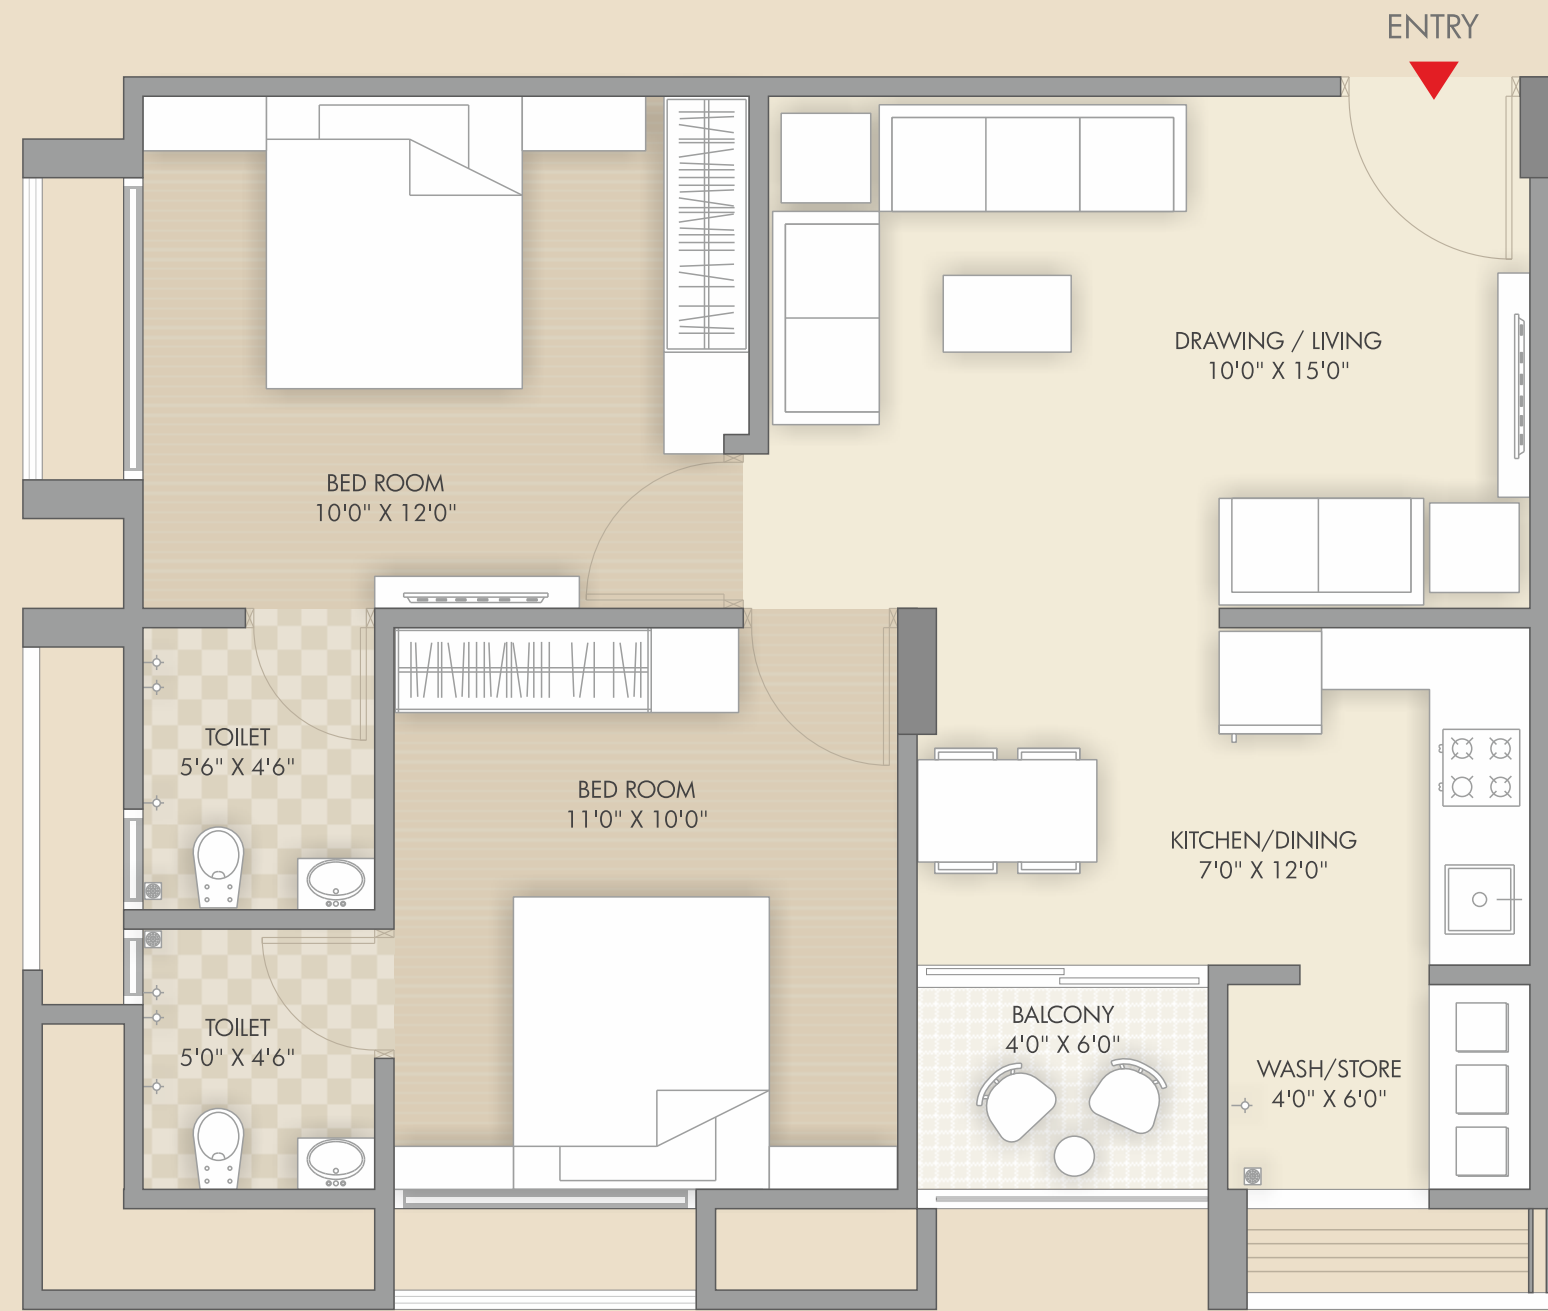 ENTRY
DRAWING / LIVING
10'0" X 15'0"
BED ROOM
10'0" X 12'0"
TOILET
5'6" X 4'6"
BED ROOM
11'0" X 10'0"
KITCHEN/DINING
7'0" X 12'0"
TOILET
5'0" X 4'6"
BALCONY
4'0" X 6'0"
WASH/STORE
4'0" X 6'0"